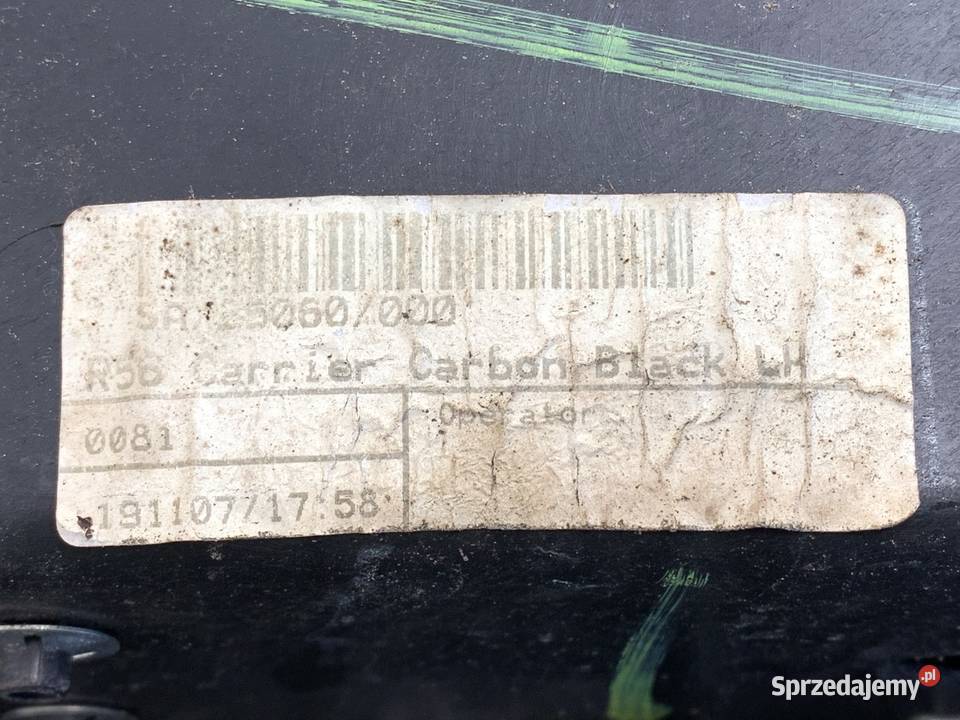 R56 Carrier Carbon Black LH
0081
Operator
191107/17:58
Sprzedajemy.pl